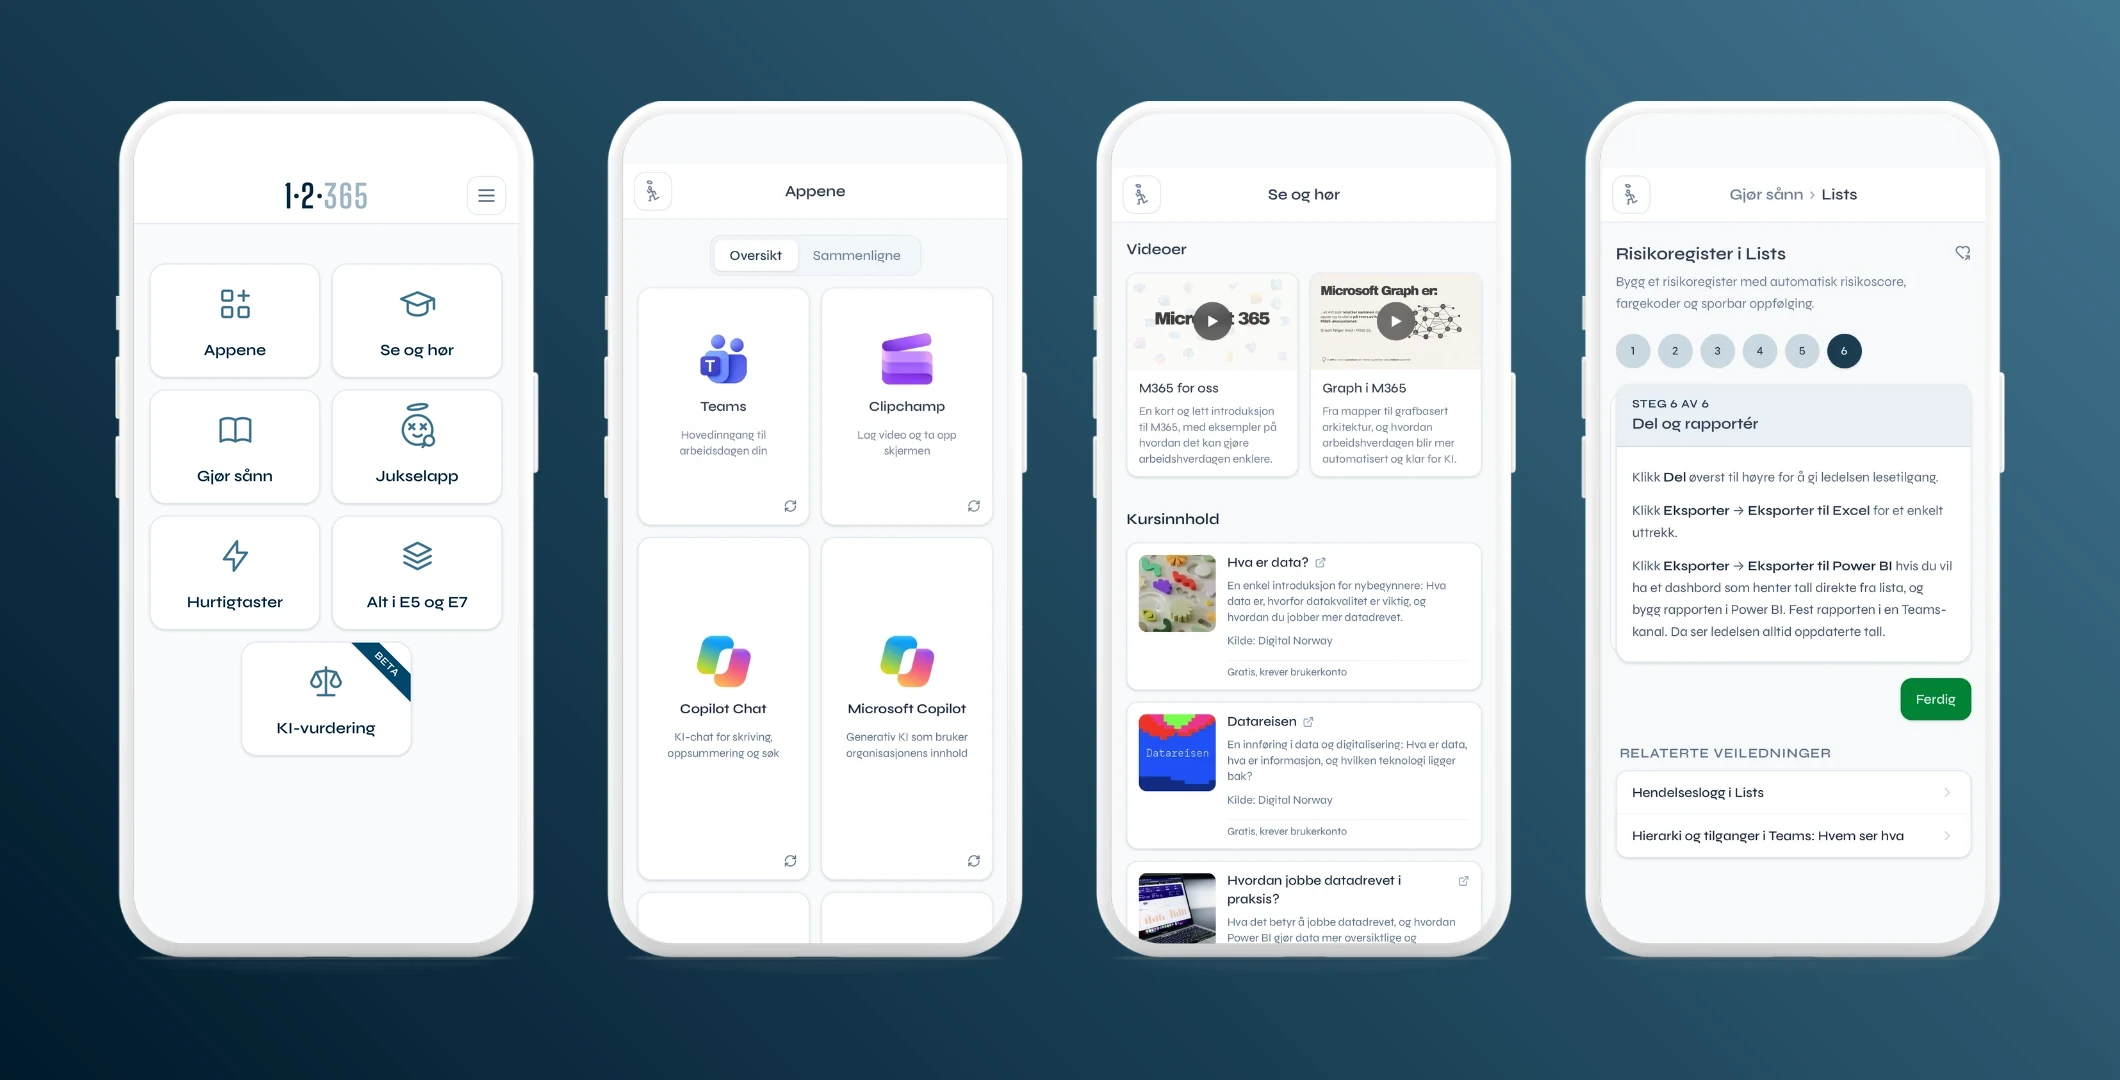 1·2·365
Appene
Se og hør
Gjør sånn
Jukselapp
Hurtigtaster
Alt i E5 og E7
BETA
KI-vurdering
Appene
Oversikt
Sammenligne
Teams
Hovedinngang til
arbeidsdagen din
Clipchamp
Lag video og ta opp
skjermen
Copilot Chat
KI-chat for skriving,
oppsummering og søk
Microsoft Copilot
Generativ KI som bruker
organisasjonens innhold
Se og hør
Videoer
365
M365 for oss
En kort og lett introduksjon
til M365, med eksempler på
hvordan det kan gjøre
arbeidshverdagen enklere.
Microsoft Graph er:
Graph i M365
Fra mapper til grafbasert
arkitektur, og hvordan
arbeidshverdagen blir mer
automatisert og klar for KI.
Kursinnhold
Hva er data?
En enkel introduksjon for nybegynnere: Hva
data er, hvorfor datakvalitet er viktig, og
hvordan du jobber mer datadrevet.
Kilde: Digital Norway
Gratis, krever brukerkonto
Datareisen
Datareisen
En innføring i data og digitalisering: Hva er data,
hva er informasjon, og hvilken teknologi ligger
bak?
Kilde: Digital Norway
Gratis, krever brukerkonto
Hvordan jobbe datadrevet i
praksis?
Hva det betyr å jobbe datadrevet, og hvordan
Power BI gjør data mer oversiktlige og
Gjør sånn › Lists
Risikoregister i Lists
Bygg et risikoregister med automatisk risikoscore,
fargekoder og sporbar oppfølging.
1 2 3 4 5 6
STEG 6 AV 6
Del og rapportér
Klikk Del øverst til høyre for å gi ledelsen lesetilgang.
Klikk Eksporter → Eksporter til Excel for et enkelt
uttrekk.
Klikk Eksporter → Eksporter til Power BI hvis du vil
ha et dashbord som henter tall direkte fra lista, og
bygg rapporten i Power BI. Fest rapporten i en Teams-
kanal. Da ser ledelsen alltid oppdaterte tall.
Ferdig
RELATERTE VEILEDNINGER
Hendelseslogg i Lists
Hierarki og tilganger i Teams: Hvem ser hva